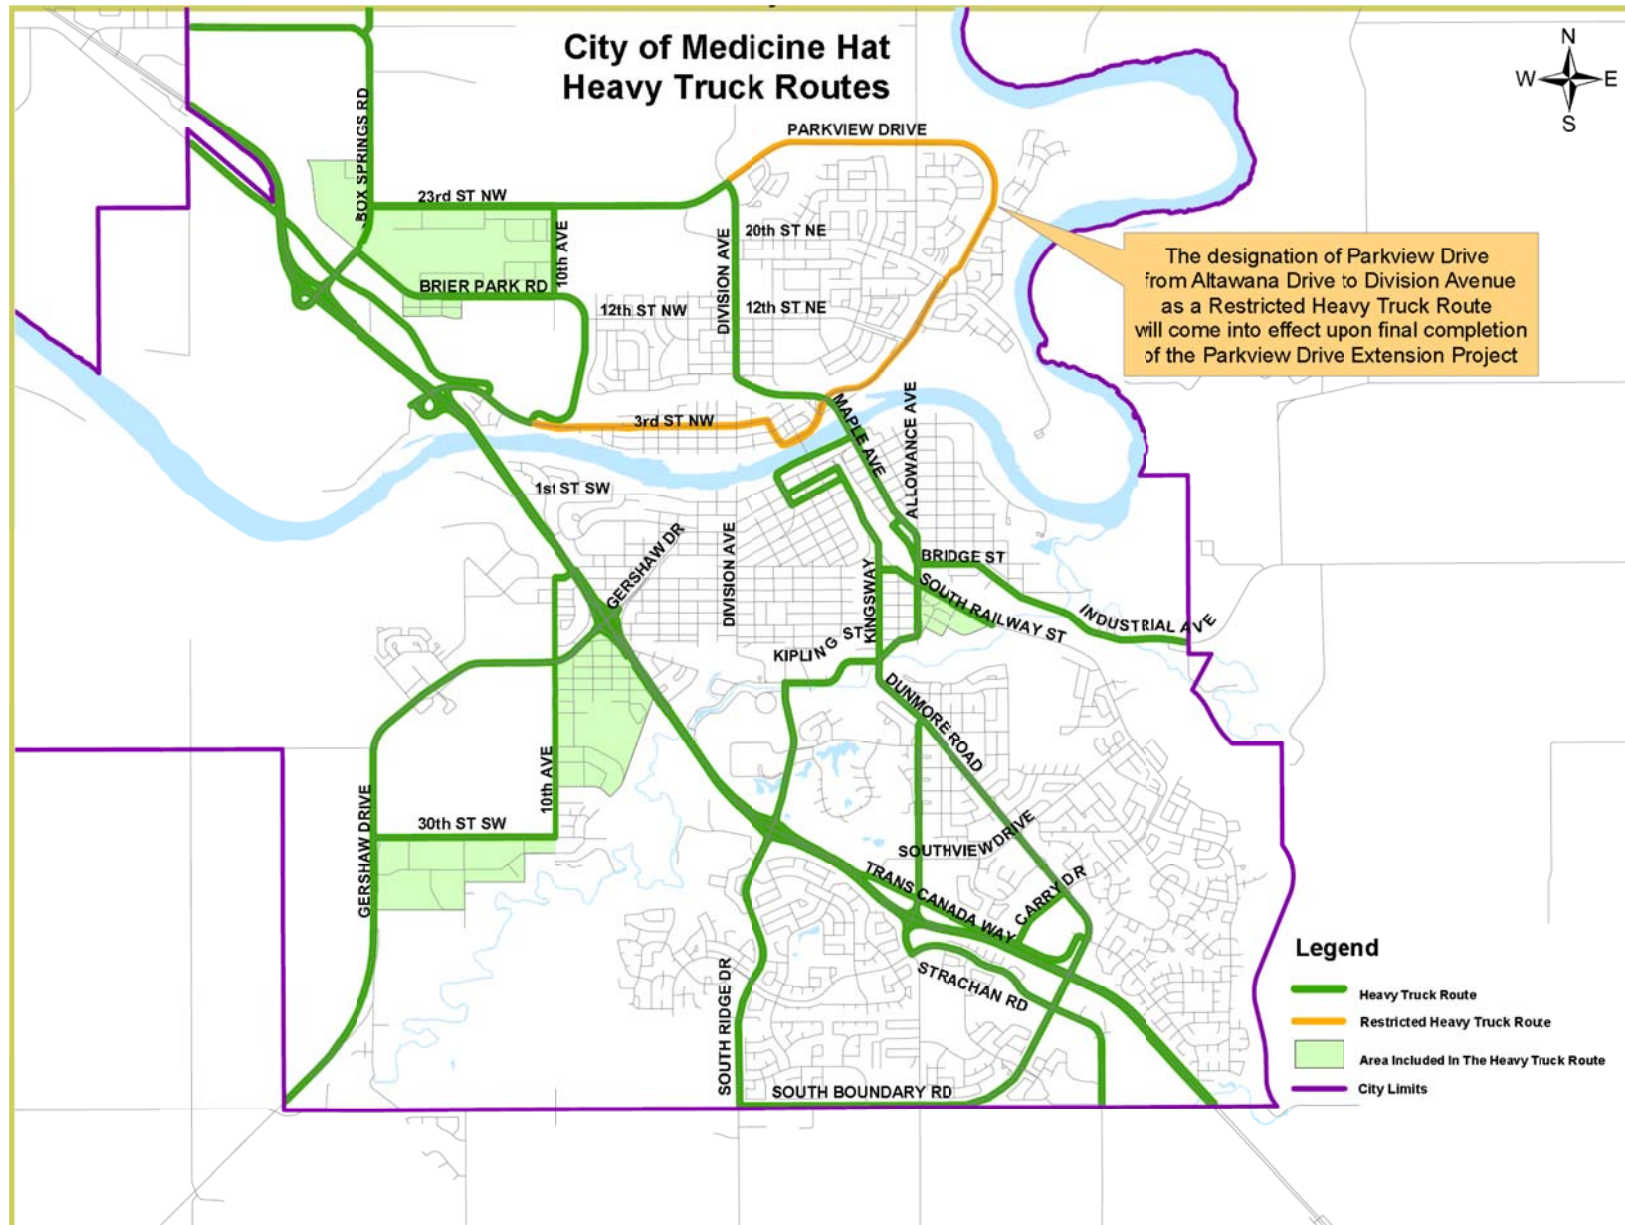 City of Medicine Hat
Heavy Truck Routes
N
W
E
S
PARKVIEW DRIVE
BOX SPRINGS RD
23rd ST NW
10th AVE
DIVISION AVE
20th ST NE
The designation of Parkview Drive
from Altawana Drive to Division Avenue
as a Restricted Heavy Truck Route
will come into effect upon final completion
of the Parkview Drive Extension Project
BRIER PARK RD
12th ST NW
12th ST NE
3rd ST NW
MAPLE AVE
ALLOWANCE AVE
1st ST SW
GERSHAW DR
DIVISION AVE
BRIDGE ST
KINGSWAY
SOUTH RAILWAY ST
INDUSTRIAL AVE
KIPLING ST
DUNMORE ROAD
10th AVE
GERSHAW DRIVE
30th ST SW
SOUTHVIEW DRIVE
TRANS CANADA WAY
CARRY DR
STRACHAN RD
SOUTH RIDGE DR
SOUTH BOUNDARY RD
Legend
Heavy Truck Route
Restricted Heavy Truck Route
Area Included In The Heavy Truck Route
City Limits